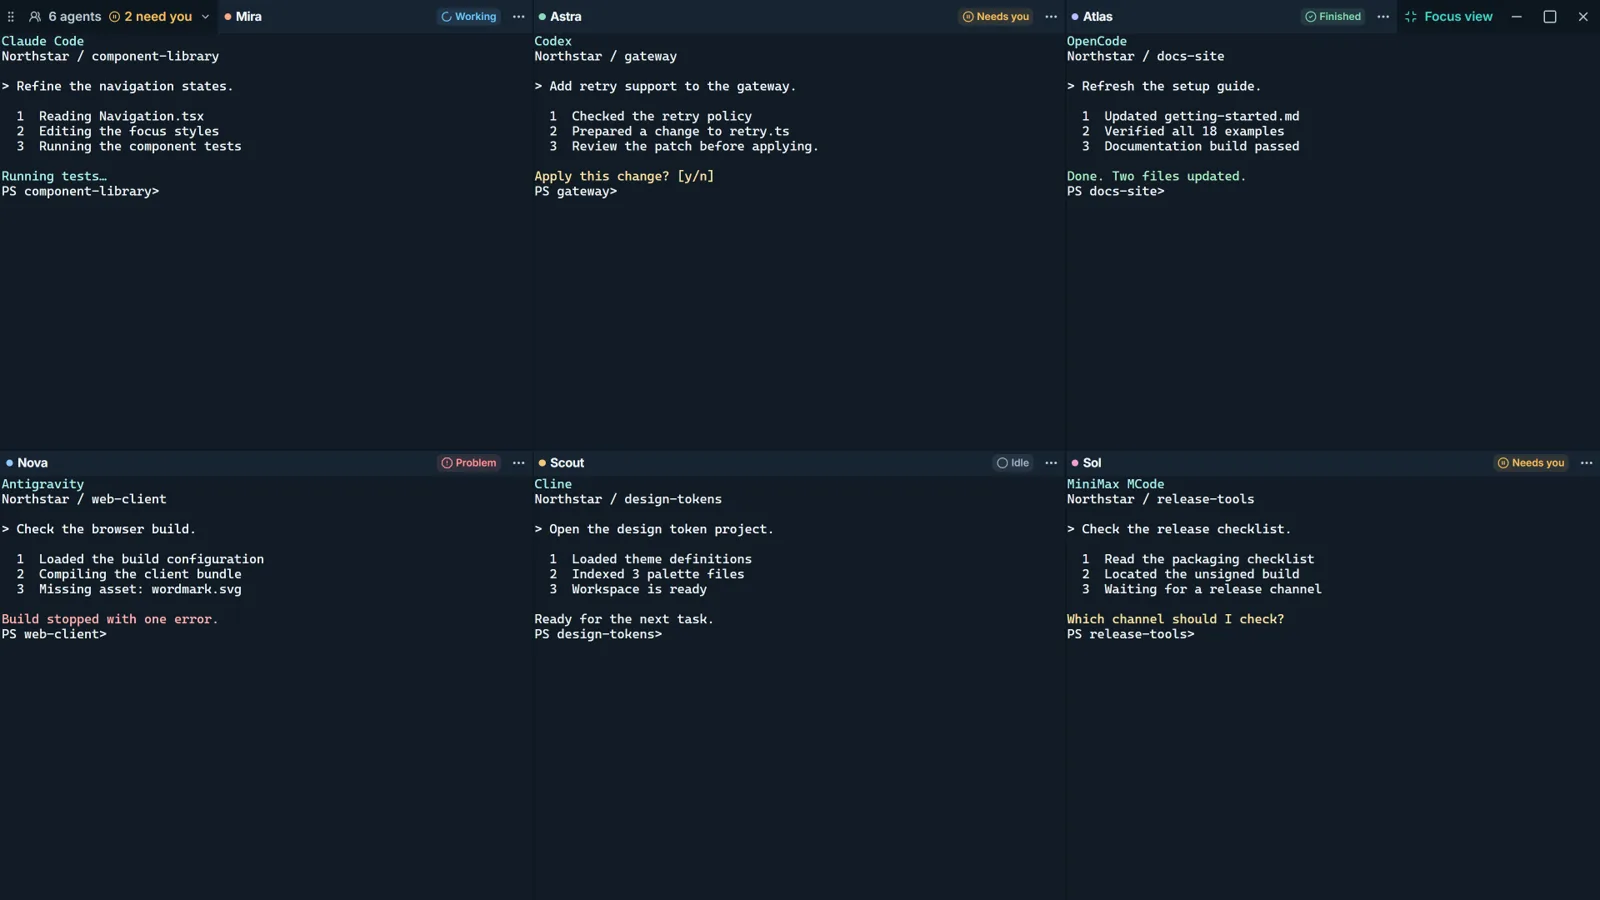 6 agents 2 need you
Mira Working
Astra Needs you
Atlas Finished
Focus view
Claude Code
Northstar / component-library
> Refine the navigation states.
1 Reading Navigation.tsx
2 Editing the focus styles
3 Running the component tests
Running tests…
PS component-library>
Codex
Northstar / gateway
> Add retry support to the gateway.
1 Checked the retry policy
2 Prepared a change to retry.ts
3 Review the patch before applying.
Apply this change? [y/n]
PS gateway>
OpenCode
Northstar / docs-site
> Refresh the setup guide.
1 Updated getting-started.md
2 Verified all 18 examples
3 Documentation build passed
Done. Two files updated.
PS docs-site>
Nova Problem
Antigravity
Northstar / web-client
> Check the browser build.
1 Loaded the build configuration
2 Compiling the client bundle
3 Missing asset: wordmark.svg
Build stopped with one error.
PS web-client>
Scout Idle
Cline
Northstar / design-tokens
> Open the design token project.
1 Loaded theme definitions
2 Indexed 3 palette files
3 Workspace is ready
Ready for the next task.
PS design-tokens>
Sol Needs you
MiniMax MCode
Northstar / release-tools
> Check the release checklist.
1 Read the packaging checklist
2 Located the unsigned build
3 Waiting for a release channel
Which channel should I check?
PS release-tools>